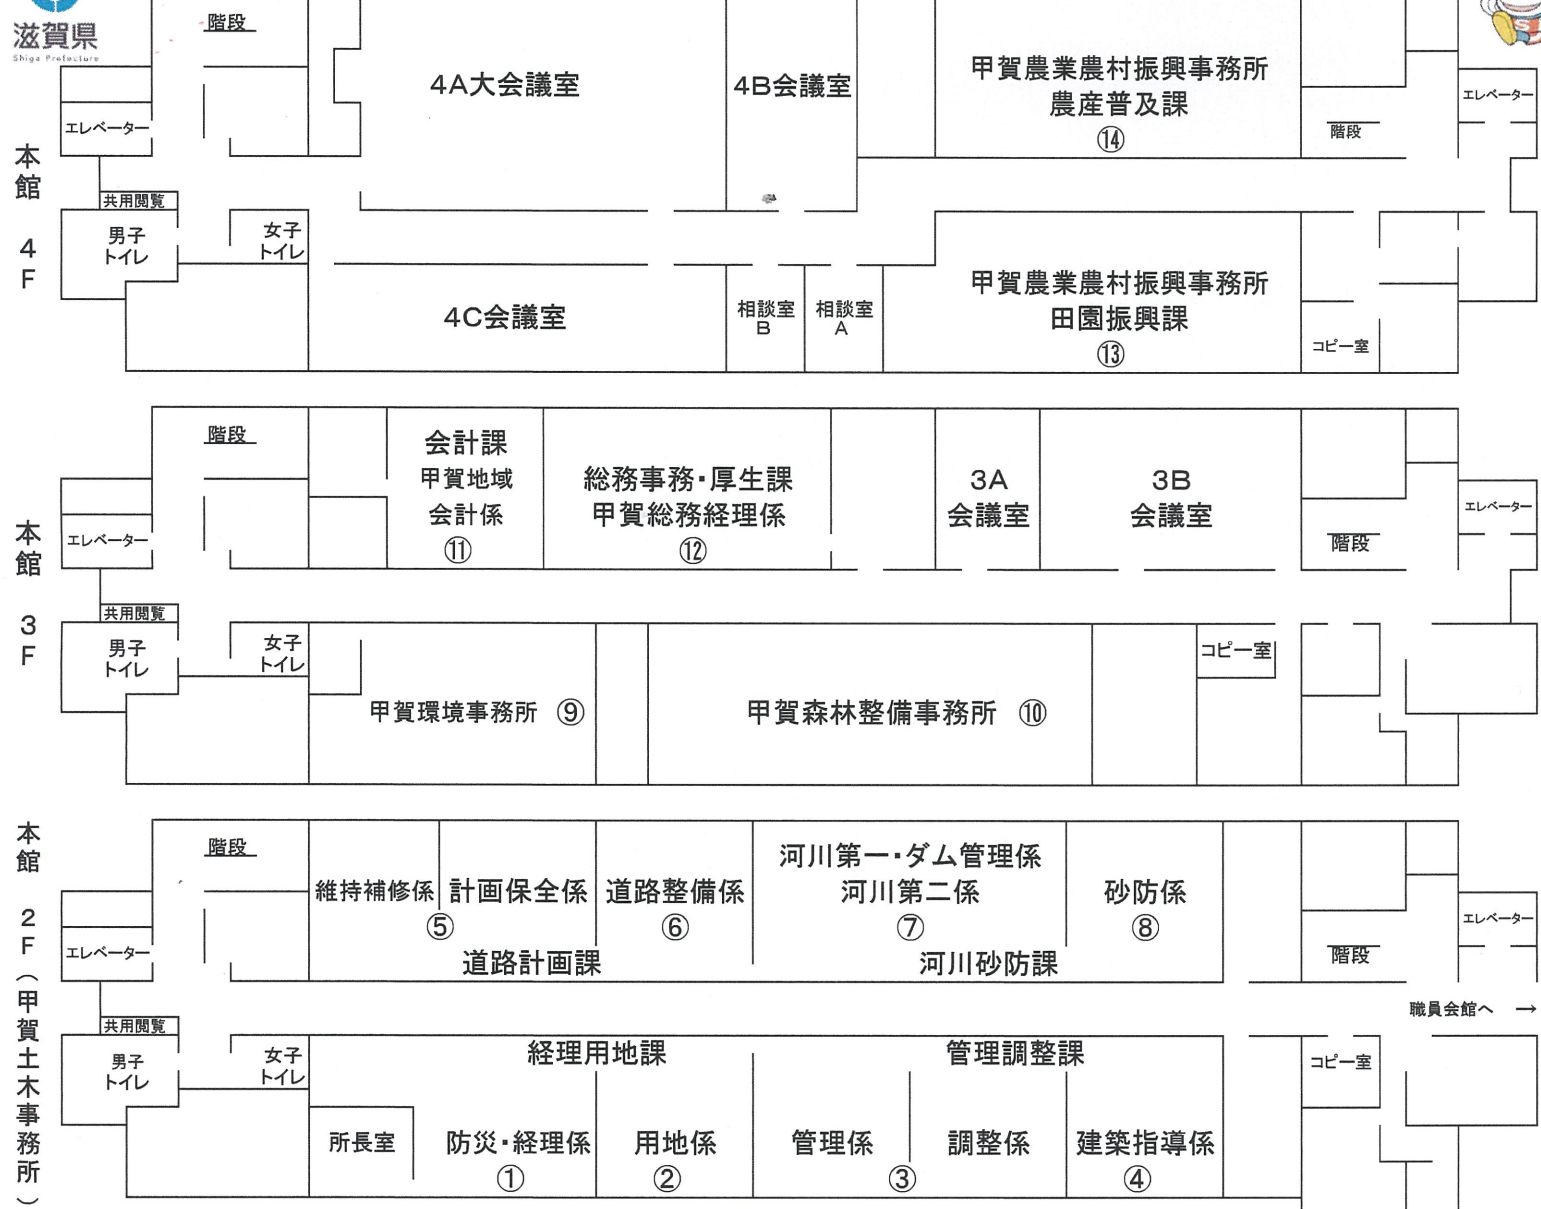 滋賀県
Shiga Prefecture
本館 4F
階段
4A大会議室
4B会議室
甲賀農業農村振興事務所
農産普及課
⑭
エレベーター
階段
エレベーター
共用閲覧
男子
トイレ
女子
トイレ
4C会議室
相談室
B
相談室
A
甲賀農業農村振興事務所
田園振興課
⑬
コピー室
本館 3F
階段
会計課
甲賀地域
会計係
⑪
総務事務・厚生課
甲賀総務経理係
⑫
3A
会議室
3B
会議室
階段
エレベーター
エレベーター
共用閲覧
男子
トイレ
女子
トイレ
甲賀環境事務所 ⑨
甲賀森林整備事務所 ⑩
コピー室
本館 2F(甲賀土木事務所)
階段
維持補修係
計画保全係
⑤
道路整備係
⑥
道路計画課
河川第一・ダム管理係
河川第二係
⑦
砂防係
⑧
河川砂防課
階段
エレベーター
エレベーター
職員会館へ →
共用閲覧
男子
トイレ
女子
トイレ
経理用地課
管理調整課
所長室
防災・経理係
①
用地係
②
管理係
調整係
③
建築指導係
④
コピー室